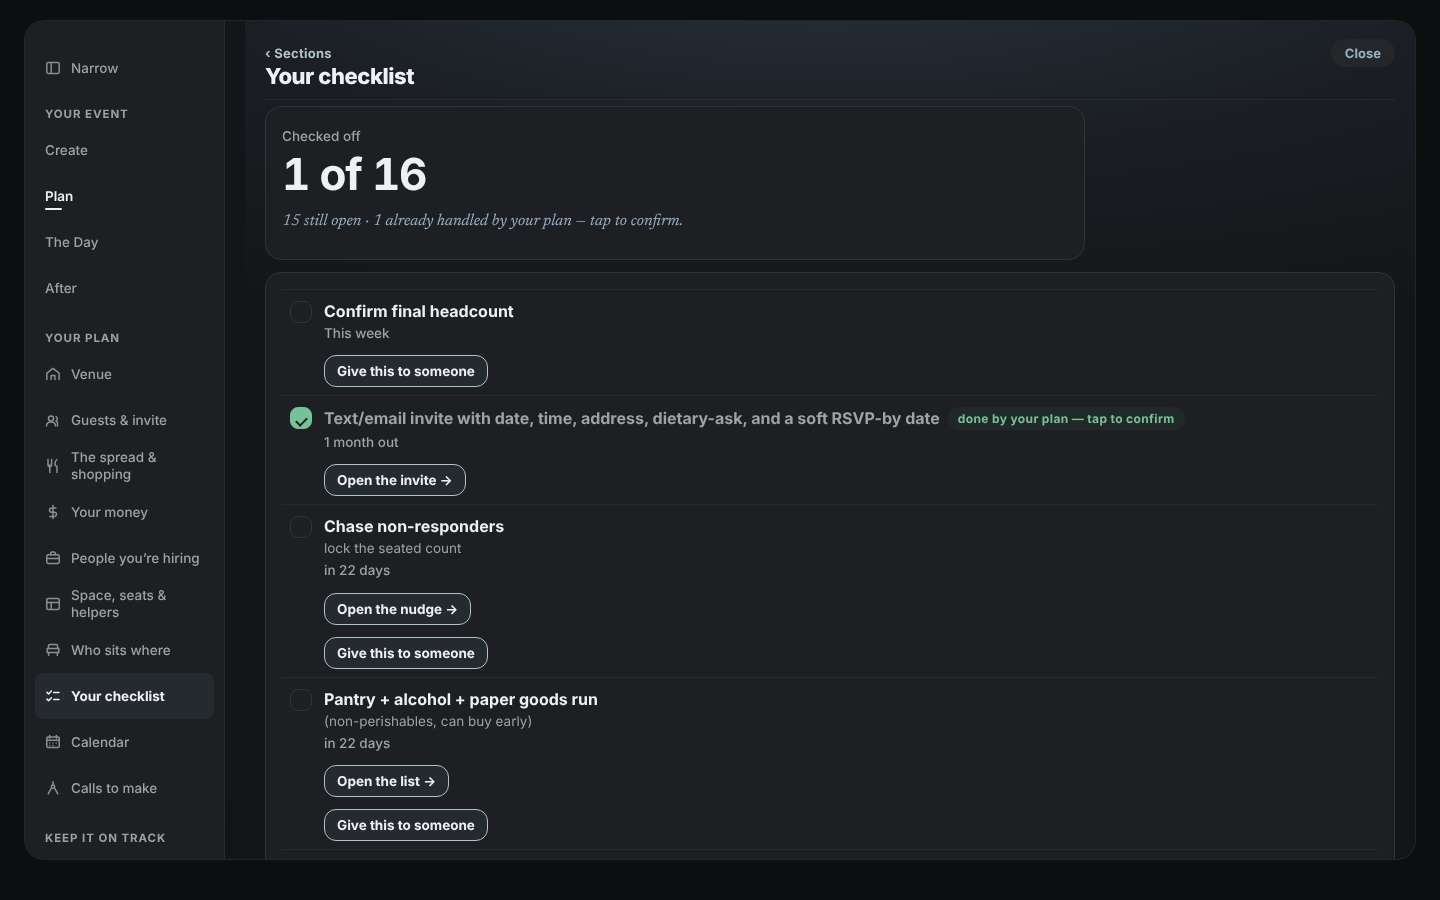 Narrow
YOUR EVENT
Create
Plan
The Day
After
YOUR PLAN
Venue
Guests & invite
The spread &
shopping
Your money
People you’re hiring
Space, seats &
helpers
Who sits where
Your checklist
Calendar
Calls to make
KEEP IT ON TRACK
‹ Sections
Your checklist
Close
Checked off
1 of 16
15 still open · 1 already handled by your plan — tap to confirm.
Confirm final headcount
This week
Give this to someone
Text/email invite with date, time, address, dietary-ask, and a soft RSVP-by date done by your plan — tap to confirm
1 month out
Open the invite →
Chase non-responders
lock the seated count
in 22 days
Open the nudge →
Give this to someone
Pantry + alcohol + paper goods run
(non-perishables, can buy early)
in 22 days
Open the list →
Give this to someone